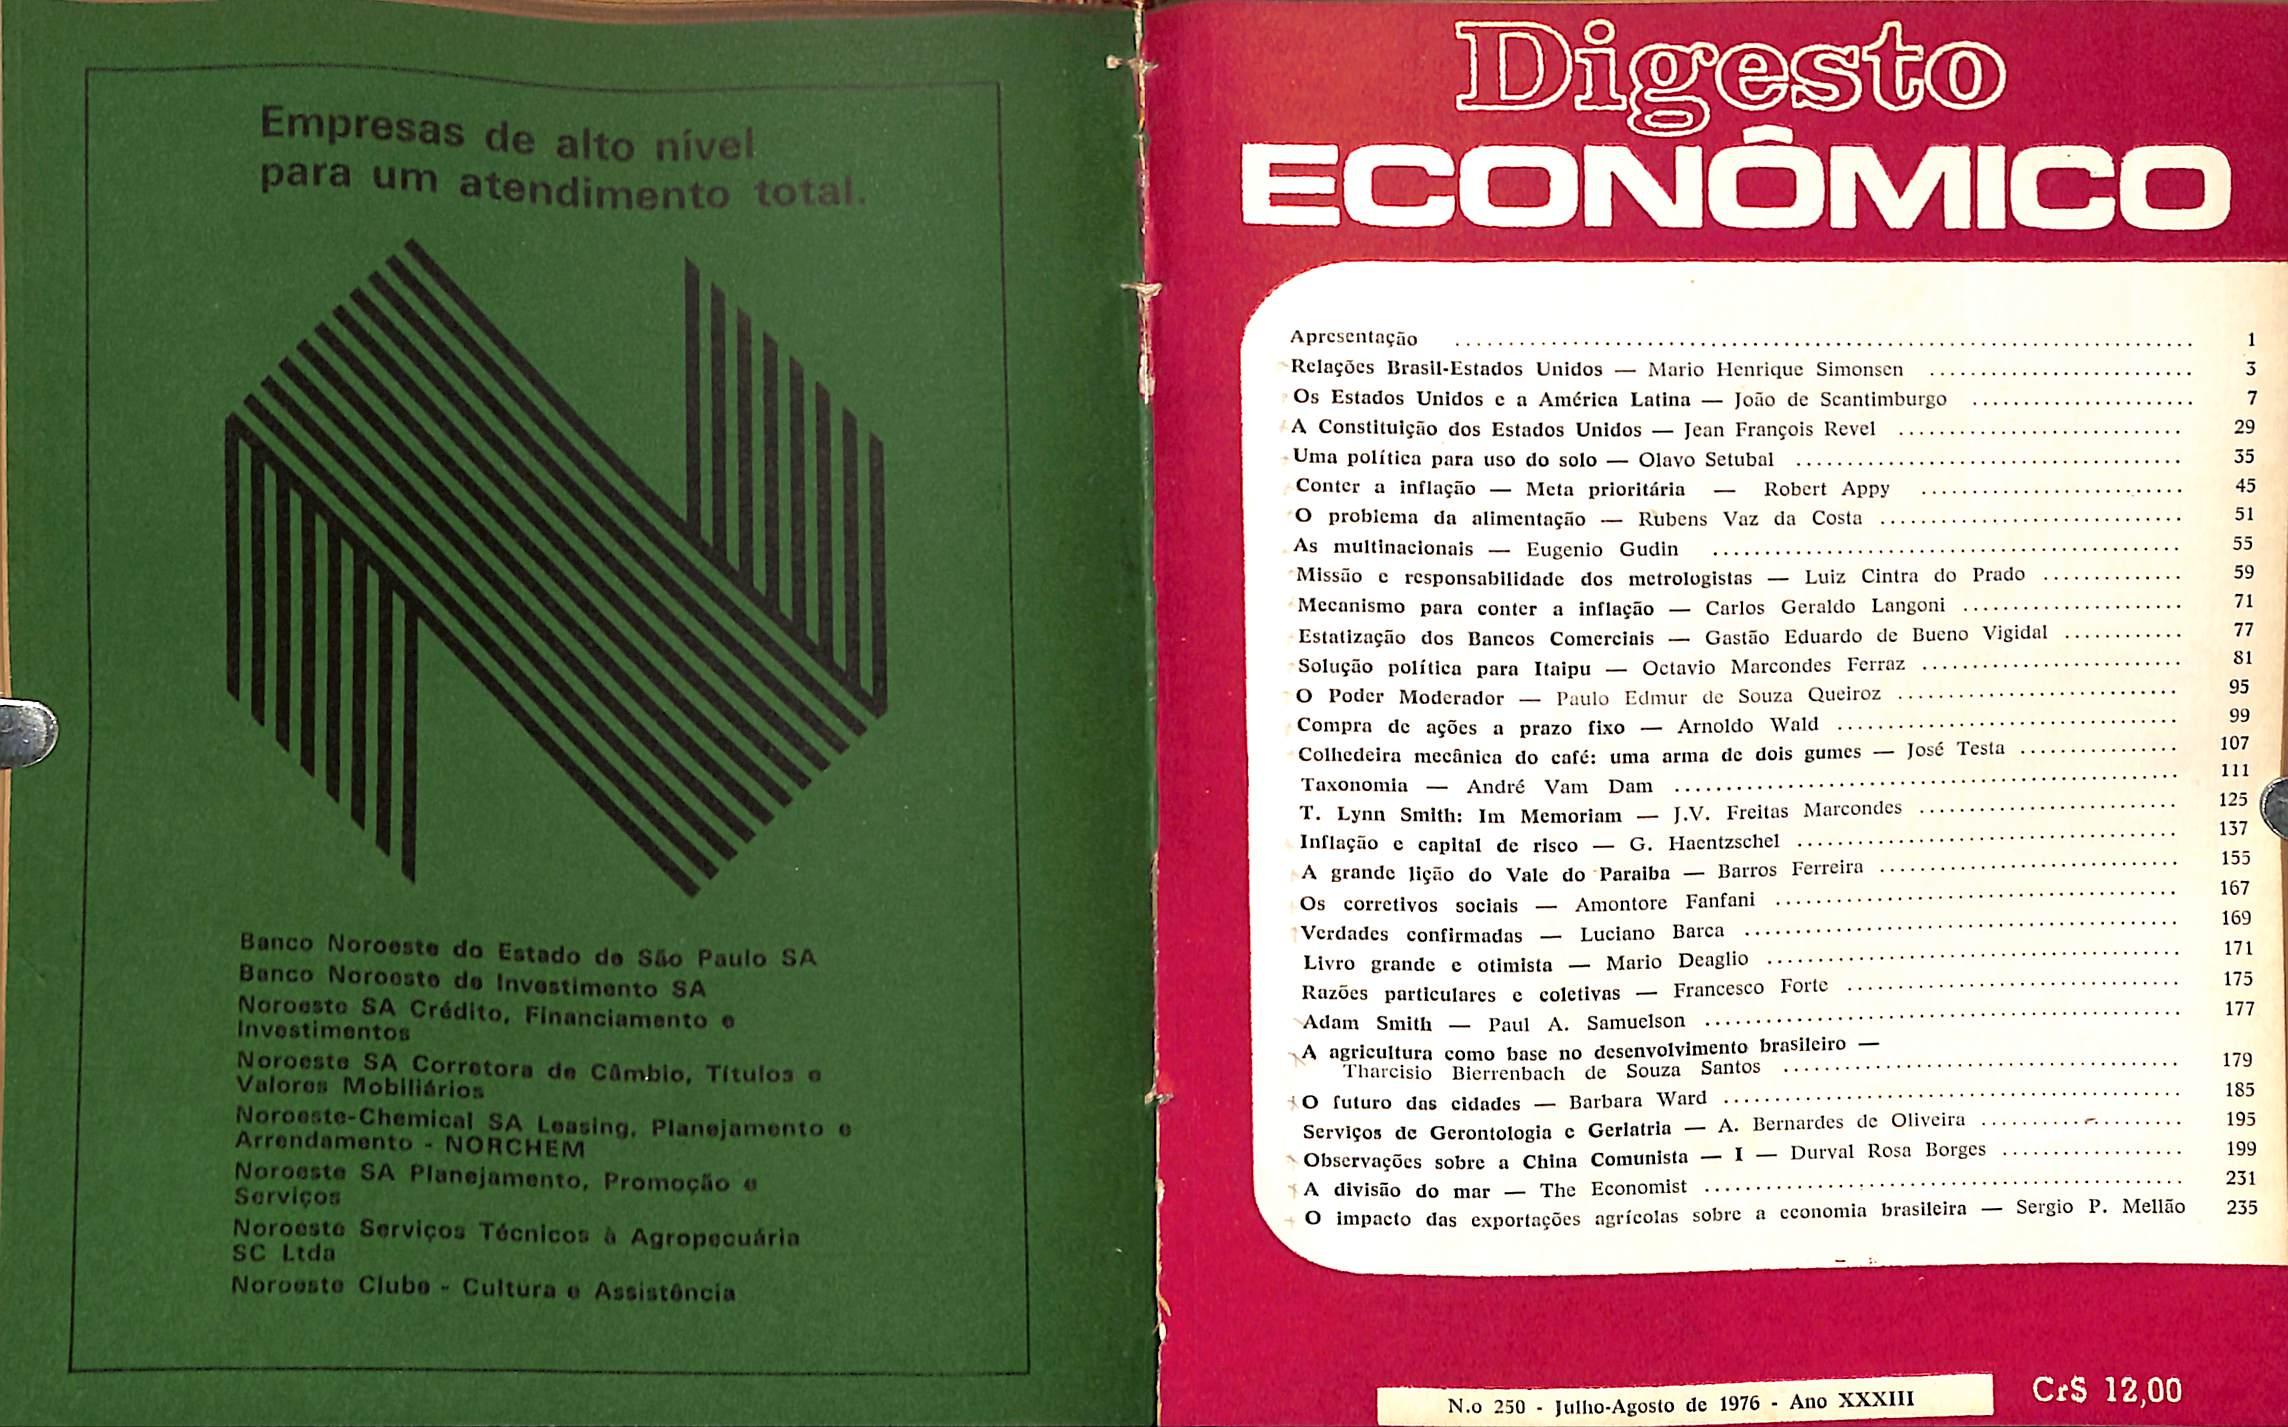 Empresas de alto nível
para um atendimento total.
Banco Noroeste do Estado de São Paulo SA
Banco Noroeste de Investimento SA
Noroeste SA Crédito, Financiamento e
Investimentos
Noroeste SA Corretora de Câmbio, Títulos e
Valores Mobiliários
Noroeste-Chemical SA Leasing, Planejamento e
Arrendamento - NORCHEM
Noroeste SA Planejamento, Promoção e
Serviços
Noroeste Serviços Técnicos à Agropecuária
SC Ltda
Noroeste Clube - Cultura e Assistência
Digesto
ECONÔMICO
Apresentação ........ 1
Relações Brasil-Estados Unidos — Mario Henrique Simonsen ........ 3
Os Estados Unidos e a América Latina — João de Scantimburgo ........ 7
A Constituição dos Estados Unidos — Jean François Revel ........ 29
Uma política para uso do solo — Olavo Setubal ........ 35
Conter a inflação — Meta prioritária — Robert Appy ........ 45
O problema da alimentação — Rubens Vaz da Costa ........ 51
As multinacionais — Eugenio Gudin ........ 55
Missão e responsabilidade dos metrologistas — Luiz Cintra do Prado ........ 59
Mecanismo para conter a inflação — Carlos Geraldo Langoni ........ 71
Estatização dos Bancos Comerciais — Gastão Eduardo de Bueno Vigidal ........ 77
Solução política para Itaipu — Octavio Marcondes Ferraz ........ 81
O Poder Moderador — Paulo Edmur de Souza Queiroz ........ 95
Compra de ações a prazo fixo — Arnoldo Wald ........ 99
Colhedeira mecânica do café: uma arma de dois gumes — José Testa ........ 107
Taxonomia — André Vam Dam ........ 111
T. Lynn Smith: Im Memoriam — J.V. Freitas Marcondes ........ 125
Inflação e capital de risco — G. Haentzschel ........ 137
A grande lição do Vale do Paraiba — Barros Ferreira ........ 155
Os corretivos sociais — Amontore Fanfani ........ 167
Verdades confirmadas — Luciano Barca ........ 169
Livro grande e otimista — Mario Deaglio ........ 171
Razões particulares e coletivas — Francesco Forte ........ 175
Adam Smith — Paul A. Samuelson ........ 177
A agricultura como base no desenvolvimento brasileiro —
Tharcisio Bierrenbach de Souza Santos ........ 179
O futuro das cidades — Barbara Ward ........ 185
Serviços de Gerontologia e Geriatria — A. Bernardes de Oliveira ........ 195
Observações sobre a China Comunista — I — Durval Rosa Borges ........ 199
A divisão do mar — The Economist ........ 231
O impacto das exportações agrícolas sobre a economia brasileira — Sergio P. Mellão 235
N.o 250 - Julho-Agosto de 1976 - Ano XXXIII
Cr$ 12,00